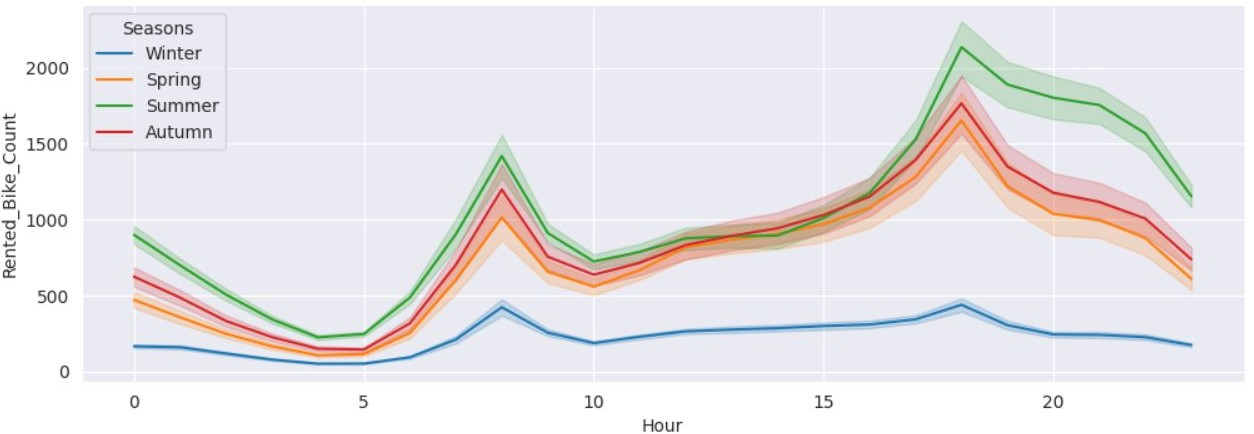 Seasons
Winter
Spring
Summer
Autumn
Rented_Bike_Count
2000
1500
1000
500
0
0 5 10 15 20
Hour